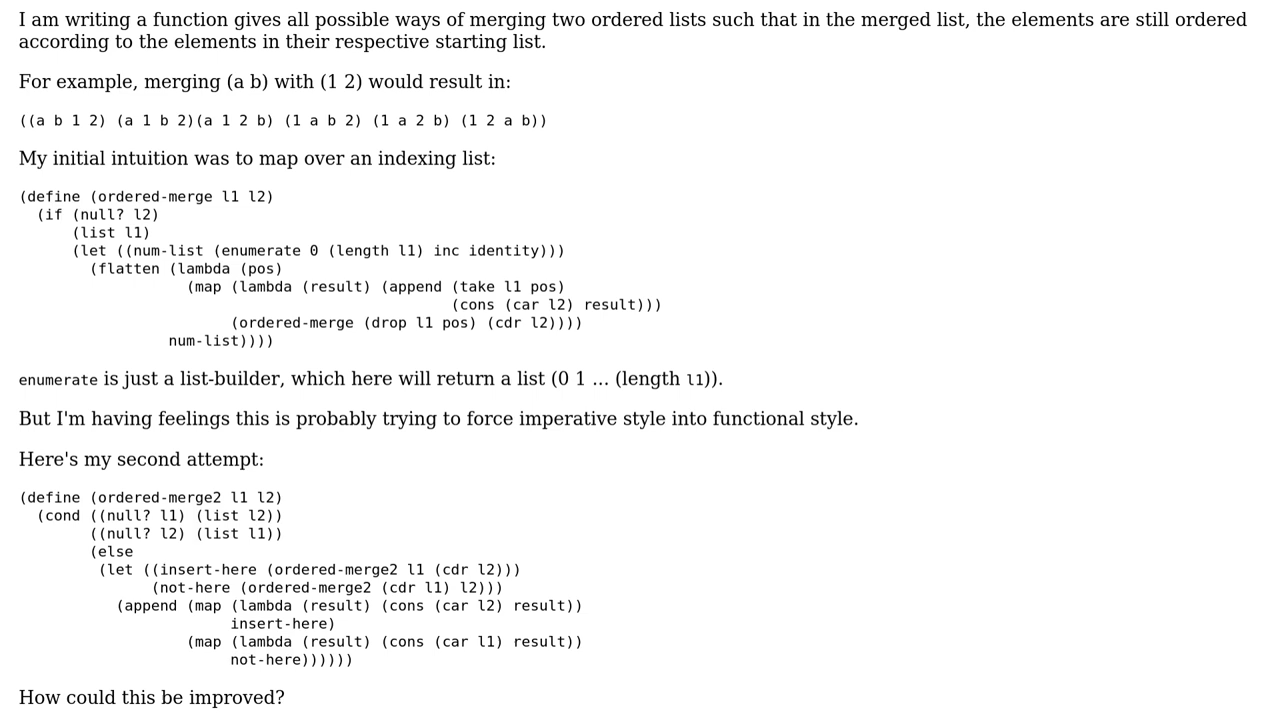 I am writing a function gives all possible ways of merging two ordered lists such that in the merged list, the elements are still ordered
according to the elements in their respective starting list.
For example, merging (a b) with (1 2) would result in:
((a b 1 2) (a 1 b 2)(a 1 2 b) (1 a b 2) (1 a 2 b) (1 2 a b))
My initial intuition was to map over an indexing list:
(define (ordered-merge l1 l2)
  (if (null? l2)
      (list l1)
      (let ((num-list (enumerate 0 (length l1) inc identity)))
        (flatten (lambda (pos)
                   (map (lambda (result) (append (take l1 pos)
                                                 (cons (car l2) result)))
                        (ordered-merge (drop l1 pos) (cdr l2))))
                 num-list))))
enumerate is just a list-builder, which here will return a list (0 1 ... (length l1)).
But I'm having feelings this is probably trying to force imperative style into functional style.
Here's my second attempt:
(define (ordered-merge2 l1 l2)
  (cond ((null? l1) (list l2))
        ((null? l2) (list l1))
        (else
         (let ((insert-here (ordered-merge2 l1 (cdr l2)))
               (not-here (ordered-merge2 (cdr l1) l2)))
           (append (map (lambda (result) (cons (car l2) result))
                        insert-here)
                   (map (lambda (result) (cons (car l1) result))
                        not-here))))))
How could this be improved?